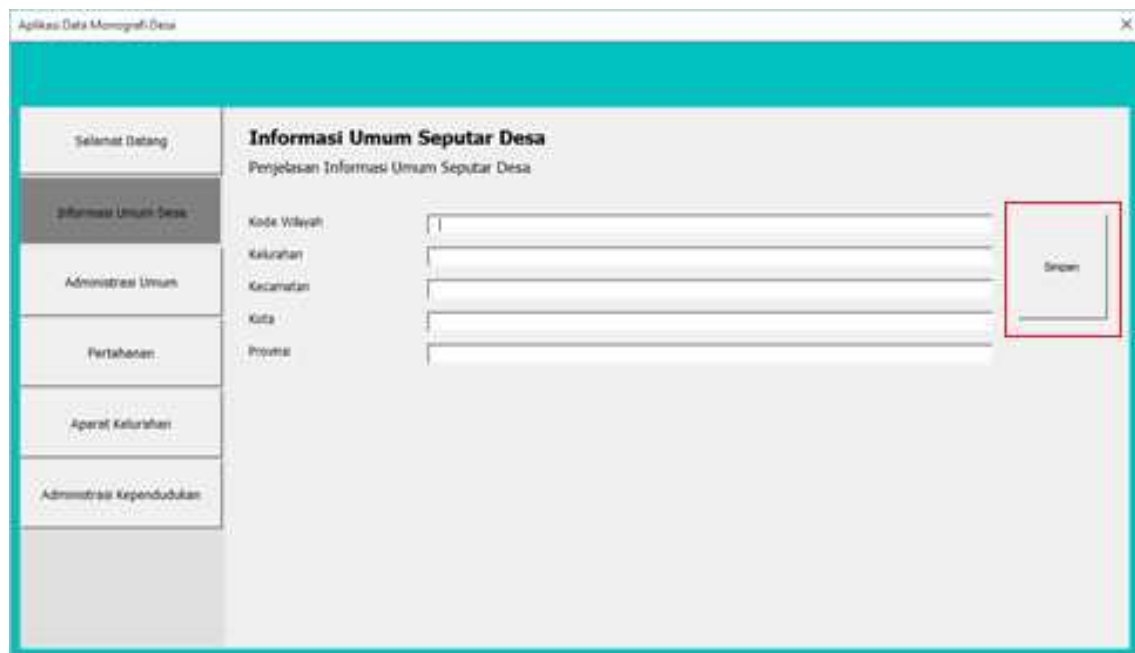 Aplikasi Data Monografi Desa
Selamat Datang
Informasi Umum Desa
Administrasi Umum
Pertahanan
Aparat Kelurahan
Administrasi Kependudukan
Informasi Umum Seputar Desa
Penjelasan Informasi Umum Seputar Desa
Kode Wilayah
Kelurahan
Kecamatan
Kota
Provinsi
Simpan